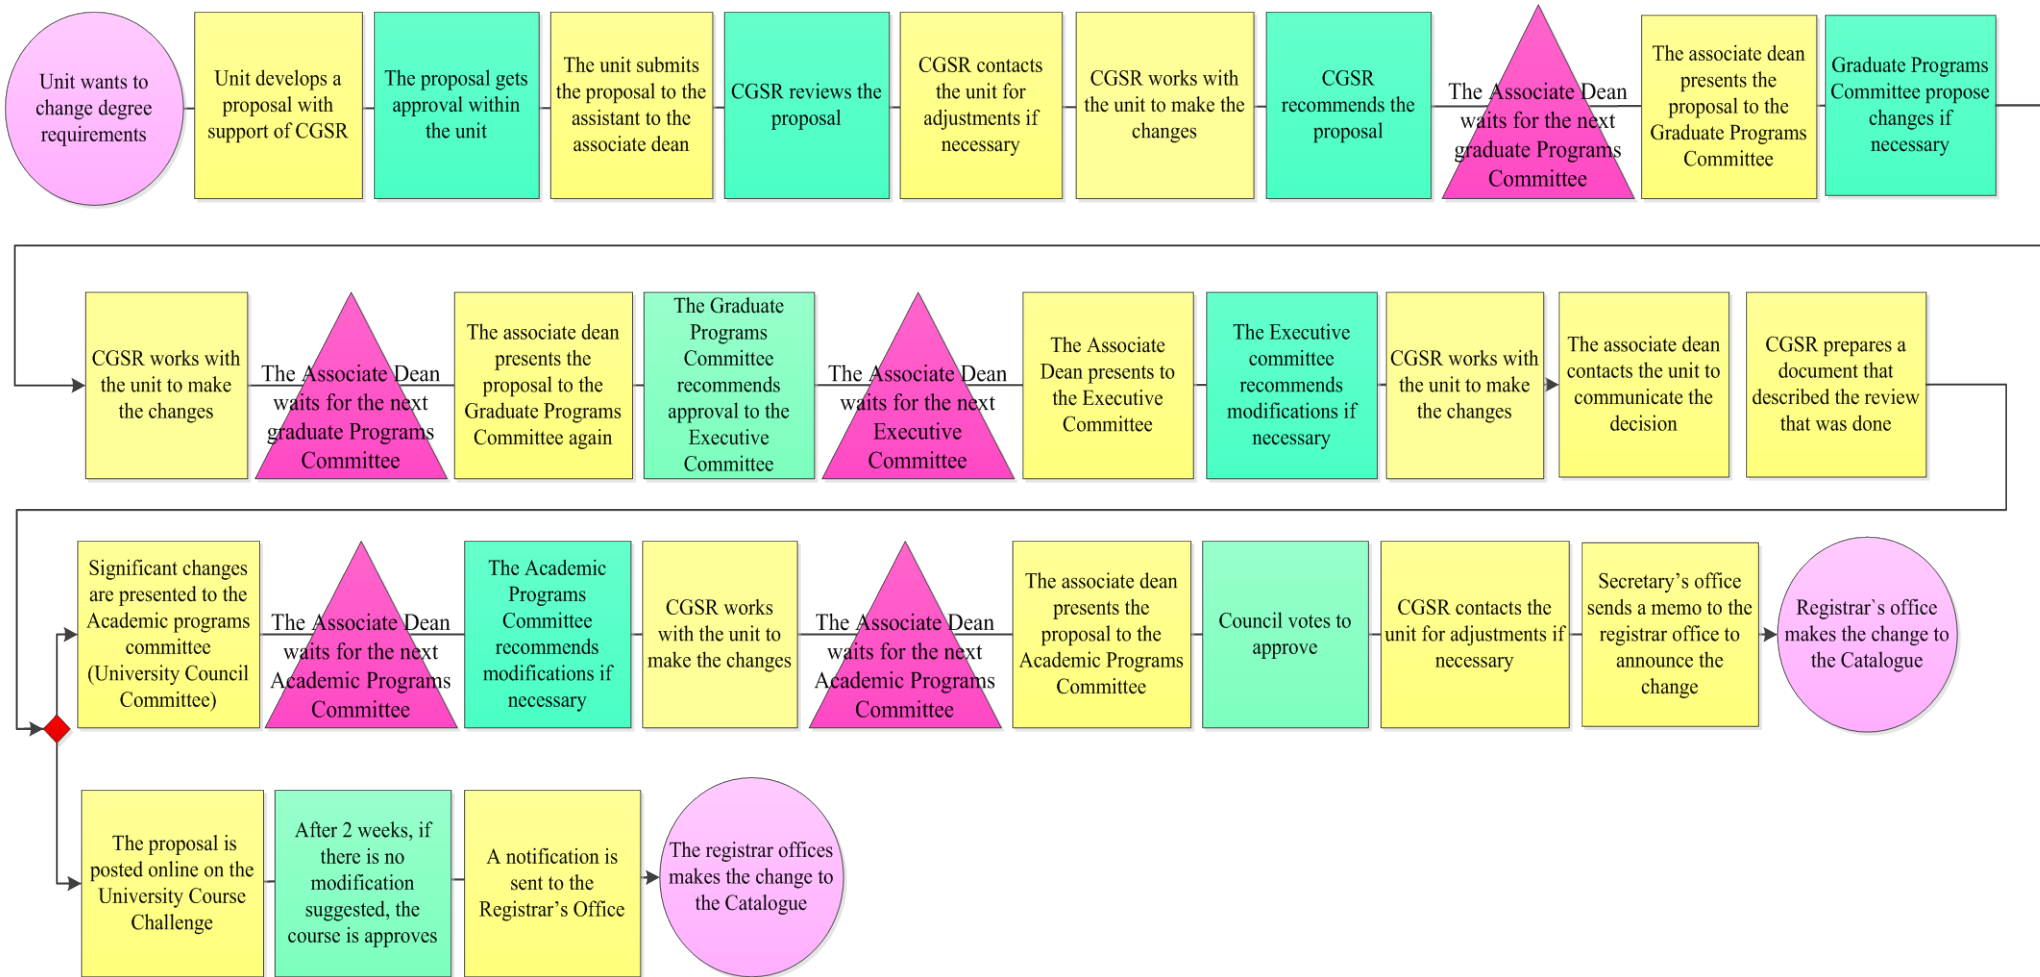 Unit wants to
change degree
requirements
Unit develops a
proposal with
support of CGSR
The proposal gets
approval within
the unit
The unit submits
the proposal to the
assistant to the
associate dean
CGSR reviews the
proposal
CGSR contacts
the unit for
adjustments if
necessary
CGSR works with
the unit to make the
changes
CGSR
recommends the
proposal
The Associate Dean
waits for the next
graduate Programs
Committee
The associate dean
presents the
proposal to the
Graduate Programs
Committee
Graduate Programs
Committee propose
changes if
necessary
CGSR works with
the unit to make
the changes
The Associate Dean
waits for the next
graduate Programs
Committee
The associate dean
presents the
proposal to the
Graduate Programs
Committee again
The Graduate
Programs
Committee
recommends
approval to the
Executive
Committee
The Associate Dean
waits for the next
Executive
Committee
The Associate
Dean presents to
the Executive
Committee
The Executive
committee
recommends
modifications if
necessary
CGSR works with
the unit to make
the changes
The associate dean
contacts the unit to
communicate the
decision
CGSR prepares a
document that
described the review
that was done
Significant changes
are presented to the
Academic programs
committee
(University Council
Committee)
The Associate Dean
waits for the next
Academic Programs
Committee
The Academic
Programs
Committee
recommends
modifications if
necessary
CGSR works
with the unit to
make the changes
The Associate Dean
waits for the next
Academic Programs
Committee
The associate dean
presents the
proposal to the
Academic Programs
Committee
Council votes to
approve
CGSR contacts the
unit for adjustments if
necessary
Secretary’s office
sends a memo to the
registrar office to
announce the
change
Registrar`s office
makes the change to
the Catalogue
The proposal is
posted online on the
University Course
Challenge
After 2 weeks, if
there is no
modification
suggested, the
course is approves
A notification is
sent to the
Registrar’s Office
The registrar offices
makes the change to
the Catalogue